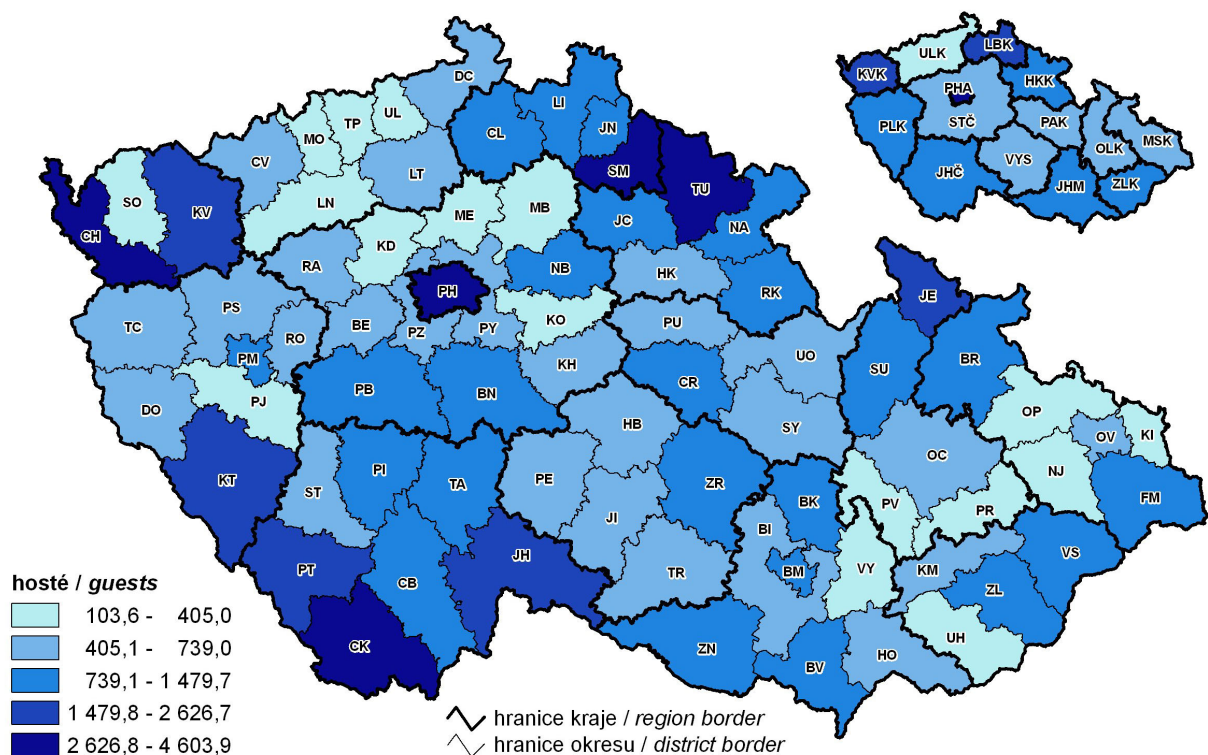 DC
UL
TP
MO
CV
LT
LN
CL
LI
JN
SM
TU
SO
KV
CH
ME
MB
JC
NA
KD
RA
NB
HK
RK
PH
KO
PS
TC
RO
BE
PZ
PY
PU
PM
UO
KH
PB
BN
CR
JE
SU
BR
PJ
DO
SY
HB
OP
OV
KI
NJ
OC
FM
KT
ST
PI
TA
PE
ZR
JI
BK
PV
PR
VS
BI
BM
VY
KM
ZL
PT
CB
JH
TR
CK
ZN
BV
HO
UH
ULK
LBK
KVK
PHA
HKK
STČ
PLK
PAK
OLK
MSK
VYS
JHČ
JHM
ZLK
hosté / guests
103,6 - 405,0
405,1 - 739,0
739,1 - 1 479,7
1 479,8 - 2 626,7
2 626,8 - 4 603,9
hranice kraje / region border
hranice okresu / district border